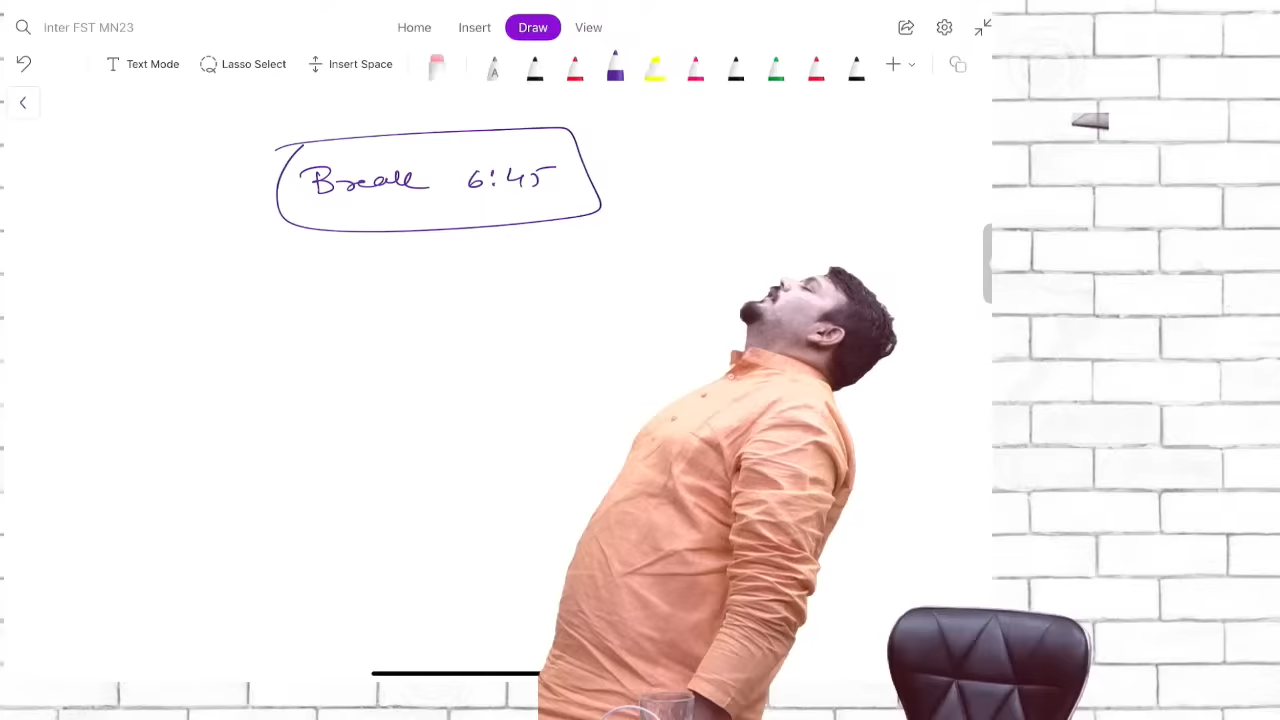 Inter FST MN23
Home Insert Draw View
Text Mode Lasso Select Insert Space
A
Break 6:45